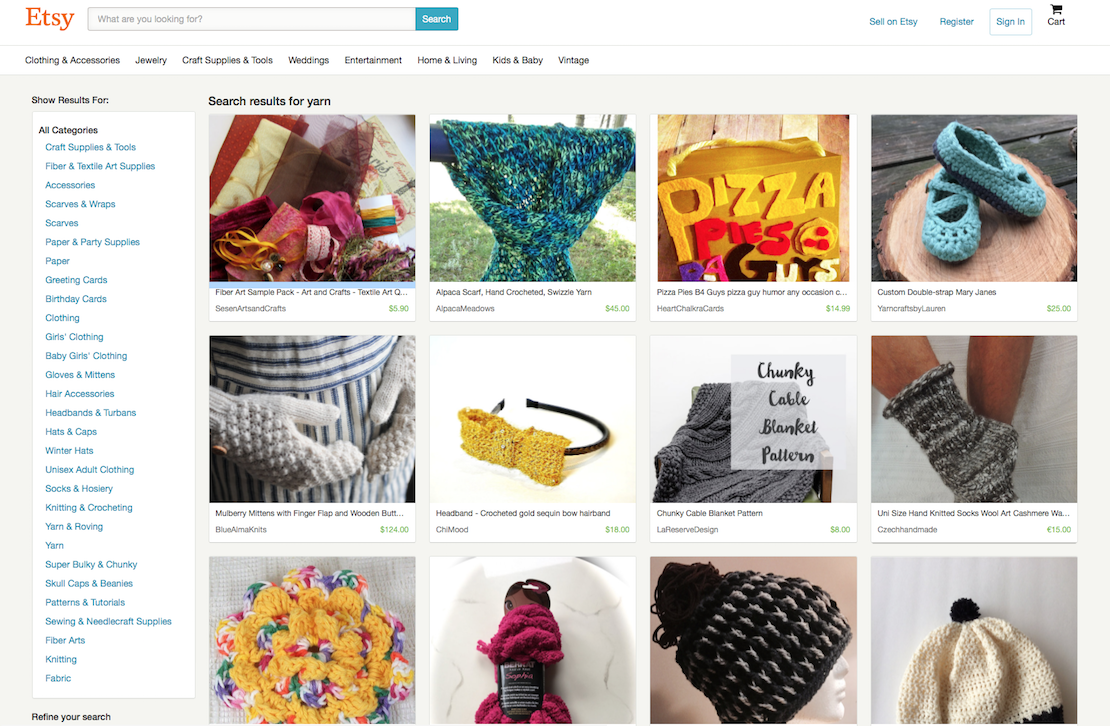 Etsy
What are you looking for?
Search
Sell on Etsy
Register
Sign In
Cart
Clothing & Accessories
Jewelry
Craft Supplies & Tools
Weddings
Entertainment
Home & Living
Kids & Baby
Vintage
Show Results For:
All Categories
Craft Supplies & Tools
Fiber & Textile Art Supplies
Accessories
Scarves & Wraps
Scarves
Paper & Party Supplies
Paper
Greeting Cards
Birthday Cards
Clothing
Girls' Clothing
Baby Girls' Clothing
Gloves & Mittens
Hair Accessories
Headbands & Turbans
Hats & Caps
Winter Hats
Unisex Adult Clothing
Socks & Hosiery
Knitting & Crocheting
Yarn & Roving
Yarn
Super Bulky & Chunky
Skull Caps & Beanies
Patterns & Tutorials
Sewing & Needlecraft Supplies
Fiber Arts
Knitting
Fabric
Refine your search
Search results for yarn
Fiber Art Sample Pack - Art and Crafts - Textile Art Q...
SesenArtsandCrafts $5.90
Alpaca Scarf, Hand Crocheted, Swizzle Yarn
AlpacaMeadows $45.00
PIZZA
PIES
B4 GUYS
Pizza Pies B4 Guys pizza guy humor any occasion c...
HeartChalkraCards $14.99
Custom Double-strap Mary Janes
YarncraftsbyLauren $25.00
Mulberry Mittens with Finger Flap and Wooden Butt...
BlueAlmaKnits $124.00
Headband - Crocheted gold sequin bow hairband
ChiMood $18.00
Chunky
Cable
Blanket
Pattern
Chunky Cable Blanket Pattern
LaReserveDesign $8.00
Uni Size Hand Knitted Socks Wool Art Cashmere Wa...
Czechhandmade €15.00